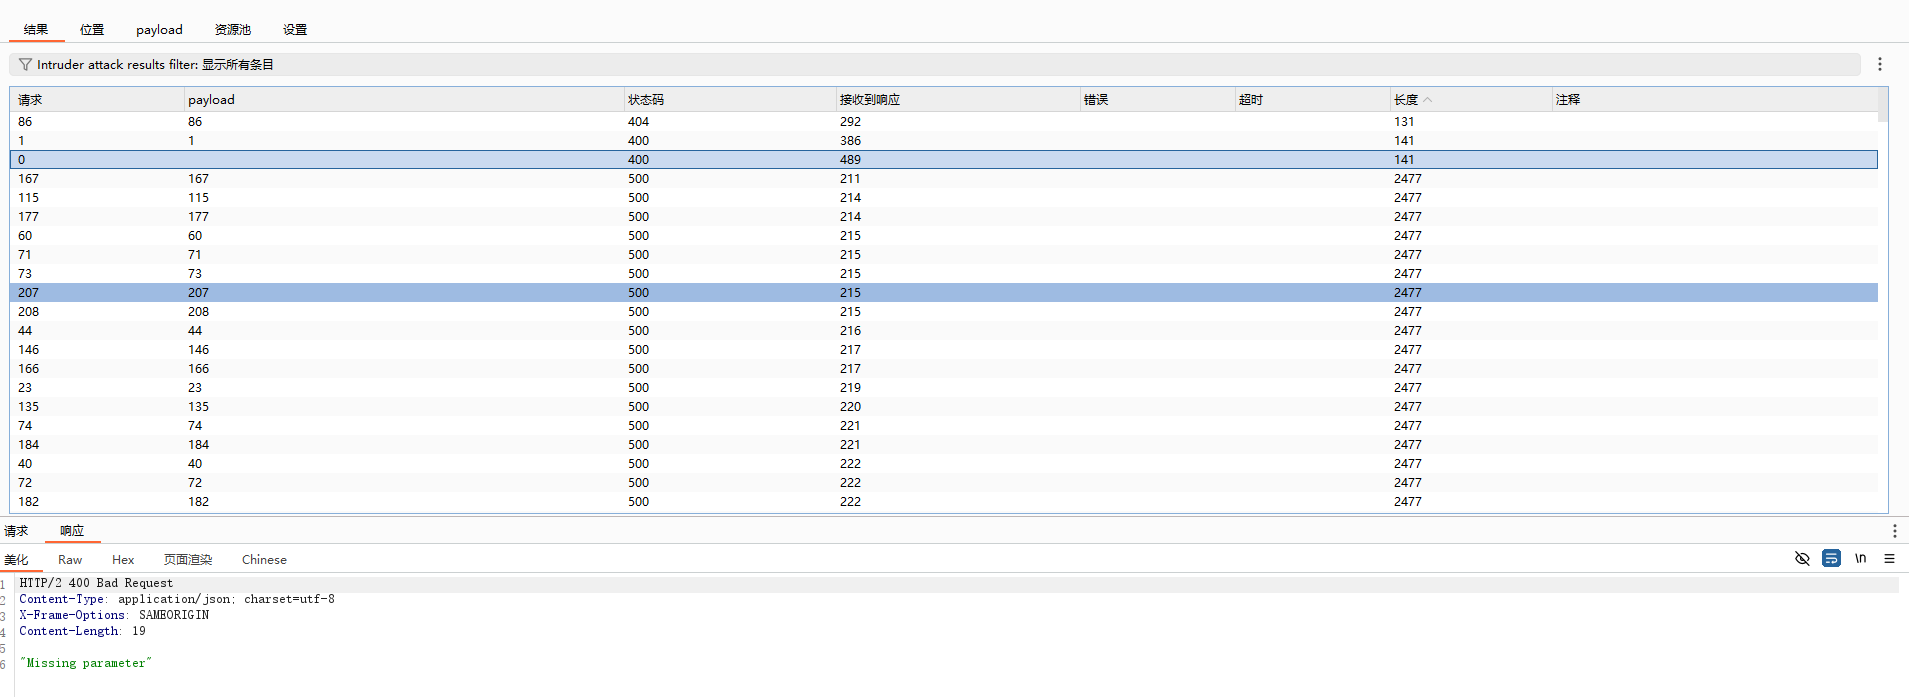 结果 位置 payload 资源池 设置
Intruder attack results filter: 显示所有条目
请求 payload 状态码 接收到响应 错误 超时 长度 注释
86 86 404 292 131
1 1 400 386 141
0 400 489 141
167 167 500 211 2477
115 115 500 214 2477
177 177 500 214 2477
60 60 500 215 2477
71 71 500 215 2477
73 73 500 215 2477
207 207 500 215 2477
208 208 500 215 2477
44 44 500 216 2477
146 146 500 217 2477
166 166 500 217 2477
23 23 500 219 2477
135 135 500 220 2477
74 74 500 221 2477
184 184 500 221 2477
40 40 500 222 2477
72 72 500 222 2477
182 182 500 222 2477
请求 响应
美化 Raw Hex 页面渲染 Chinese \n
1 HTTP/2 400 Bad Request
2 Content-Type: application/json; charset=utf-8
3 X-Frame-Options: SAMEORIGIN
4 Content-Length: 19
5
6 "Missing parameter"